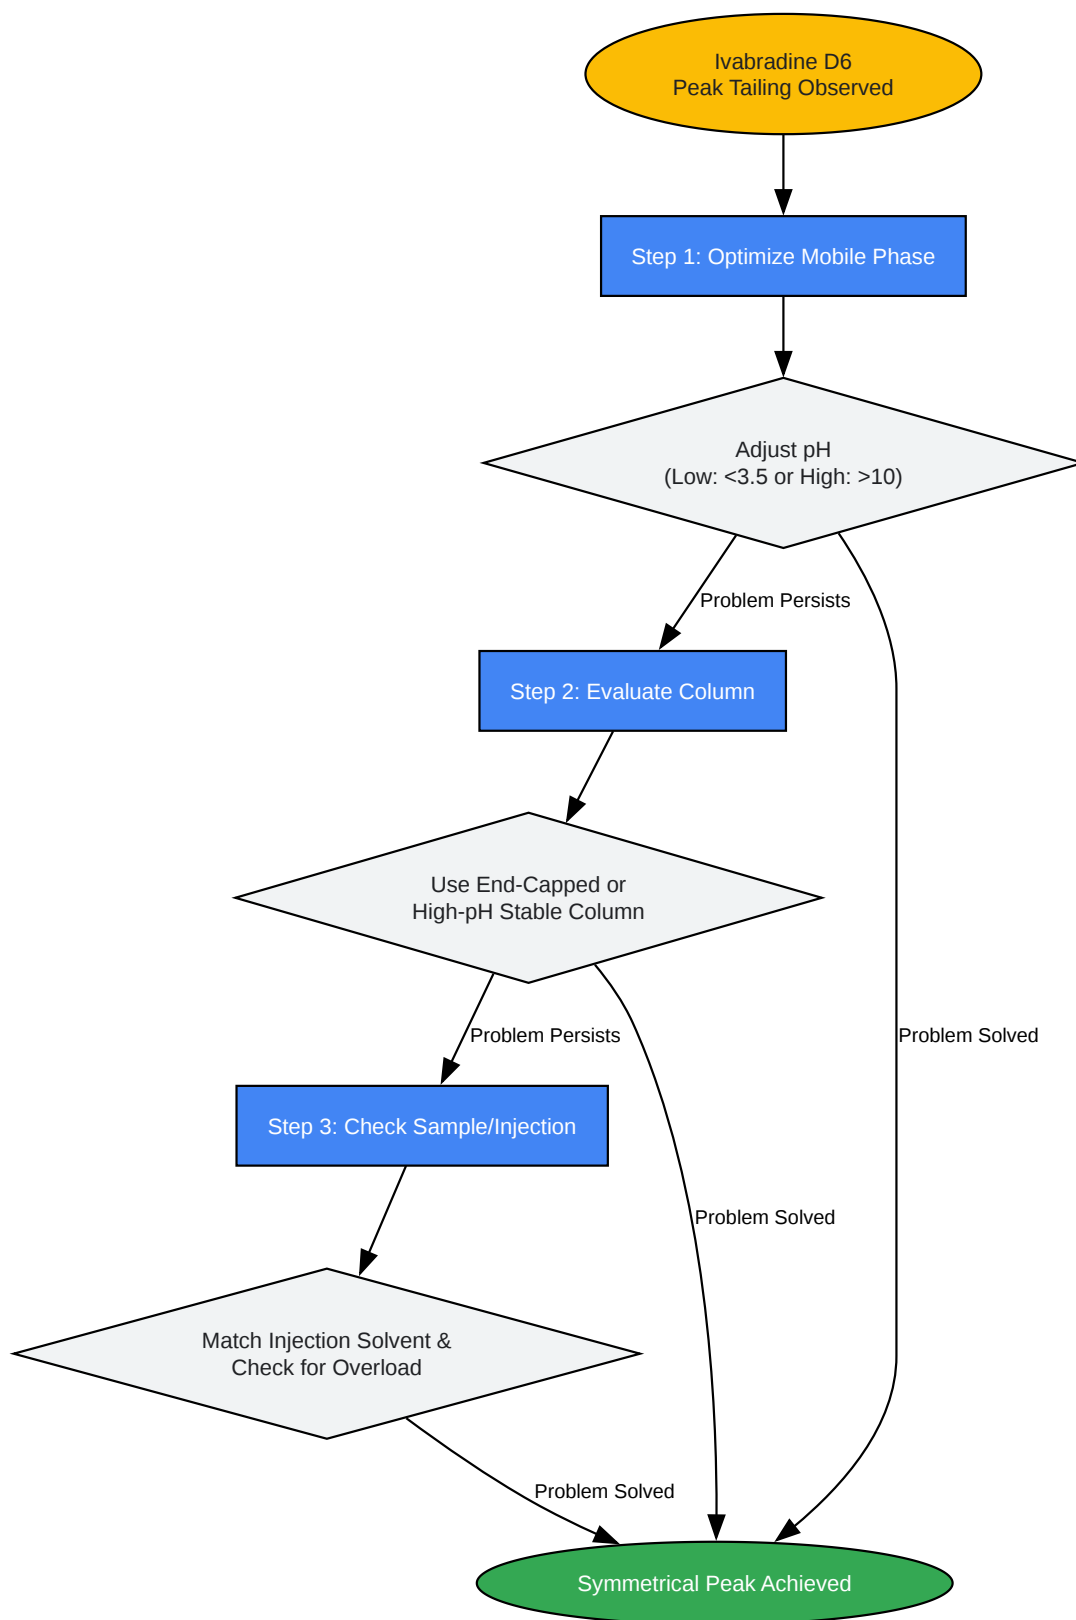 Ivabradine D6
Peak Tailing Observed
Step 1: Optimize Mobile Phase
Adjust pH
(Low: <3.5 or High: >10)
Problem Persists
Step 2: Evaluate Column
Use End-Capped or
High-pH Stable Column
Problem Persists
Problem Solved
Step 3: Check Sample/Injection
Problem Solved
Match Injection Solvent &
Check for Overload
Problem Solved
Symmetrical Peak Achieved